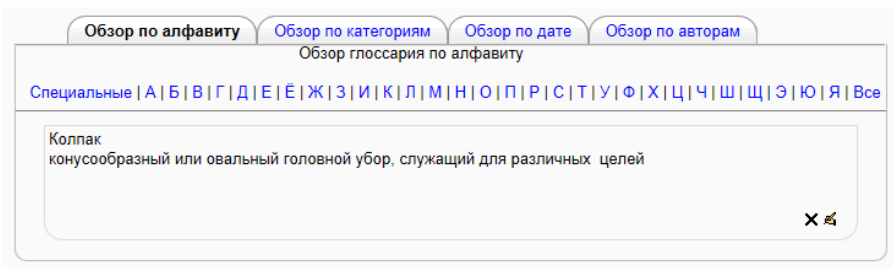 Обзор по алфавиту Обзор по категориям Обзор по дате Обзор по авторам
Обзор глоссария по алфавиту
Специальные | А | Б | В | Г | Д | Е | Ё | Ж | З | И | К | Л | М | Н | О | П | Р | С | Т | У | Ф | Х | Ц | Ч | Ш | Щ | Э | Ю | Я | Все
Колпак
конусообразный или овальный головной убор, служащий для различных целей